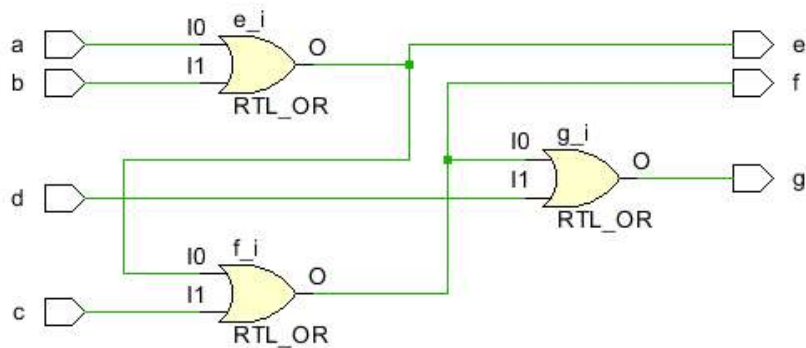 e_i
a
I0
O
e
b
I1
f
RTL_OR
g_i
I0
O
d
I1
g
f_i
RTL_OR
I0
O
c
I1
RTL_OR